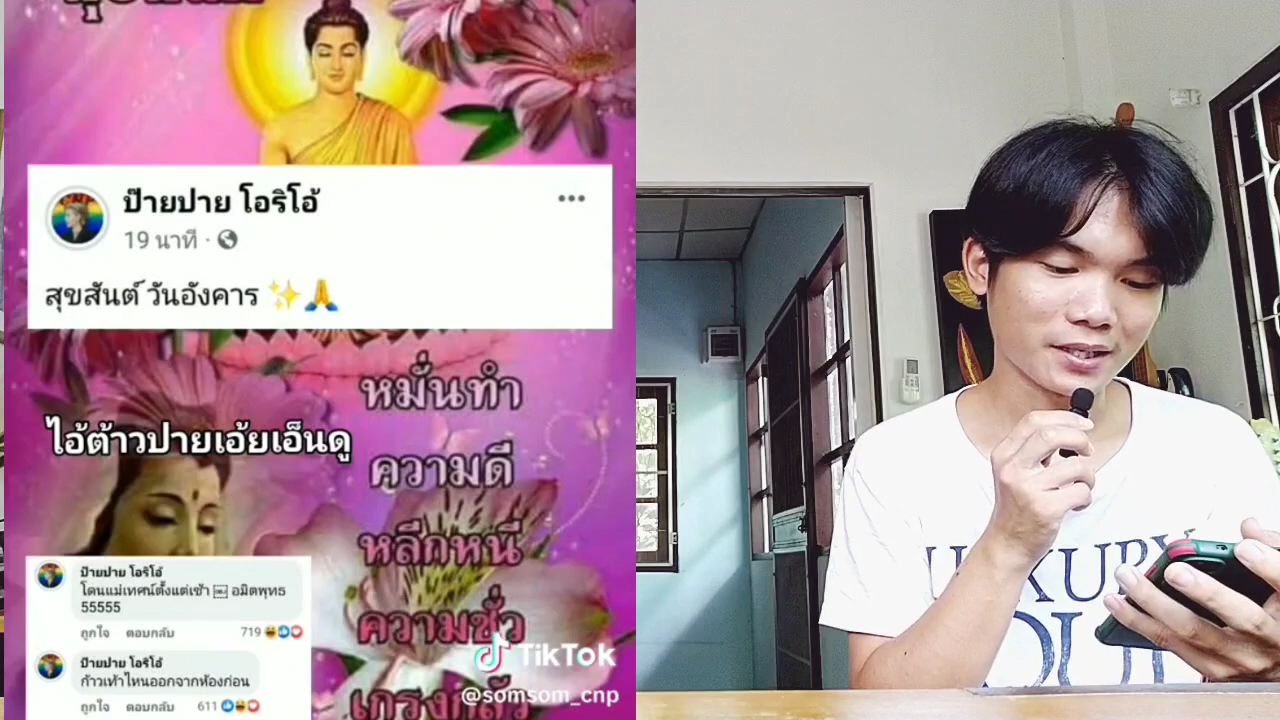 ป๊ายปาย โอริโอ้
19 นาที ·
สุขสันต์ วันอังคาร ✨🙏
หมั่นทำ
ความดี
หลีกหนี
ความชั่ว
เกรงกลัว
ไอ้ต้าวปายเอ้ยเอ็นดู
ป๊ายปาย โอริโอ้
โดนแม่เทศน์ตั้งแต่เช้า อมิตพุทธ
55555
ถูกใจ ตอบกลับ 719
ป๊ายปาย โอริโอ้
ก้าวเท้าไหนออกจากห้องก่อน
ถูกใจ ตอบกลับ 611
TikTok
@somsom_cnp
LUXURY